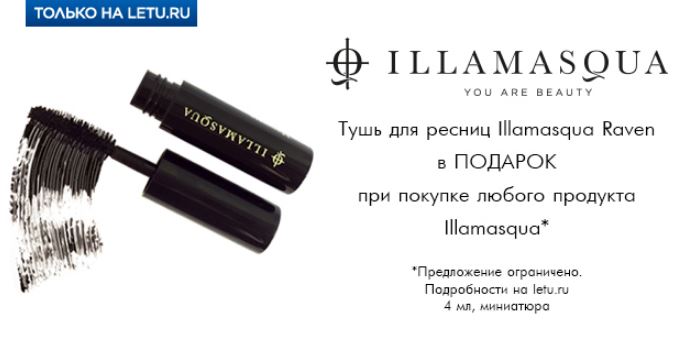 ТОЛЬКО НА LETU.RU
ILLAMASQUA
YOU ARE BEAUTY
ILLAMASQUA
Тушь для ресниц Illamasqua Raven
в ПОДАРОК
при покупке любого продукта
Illamasqua*
*Предложение ограничено.
Подробности на letu.ru
4 мл, миниатюра